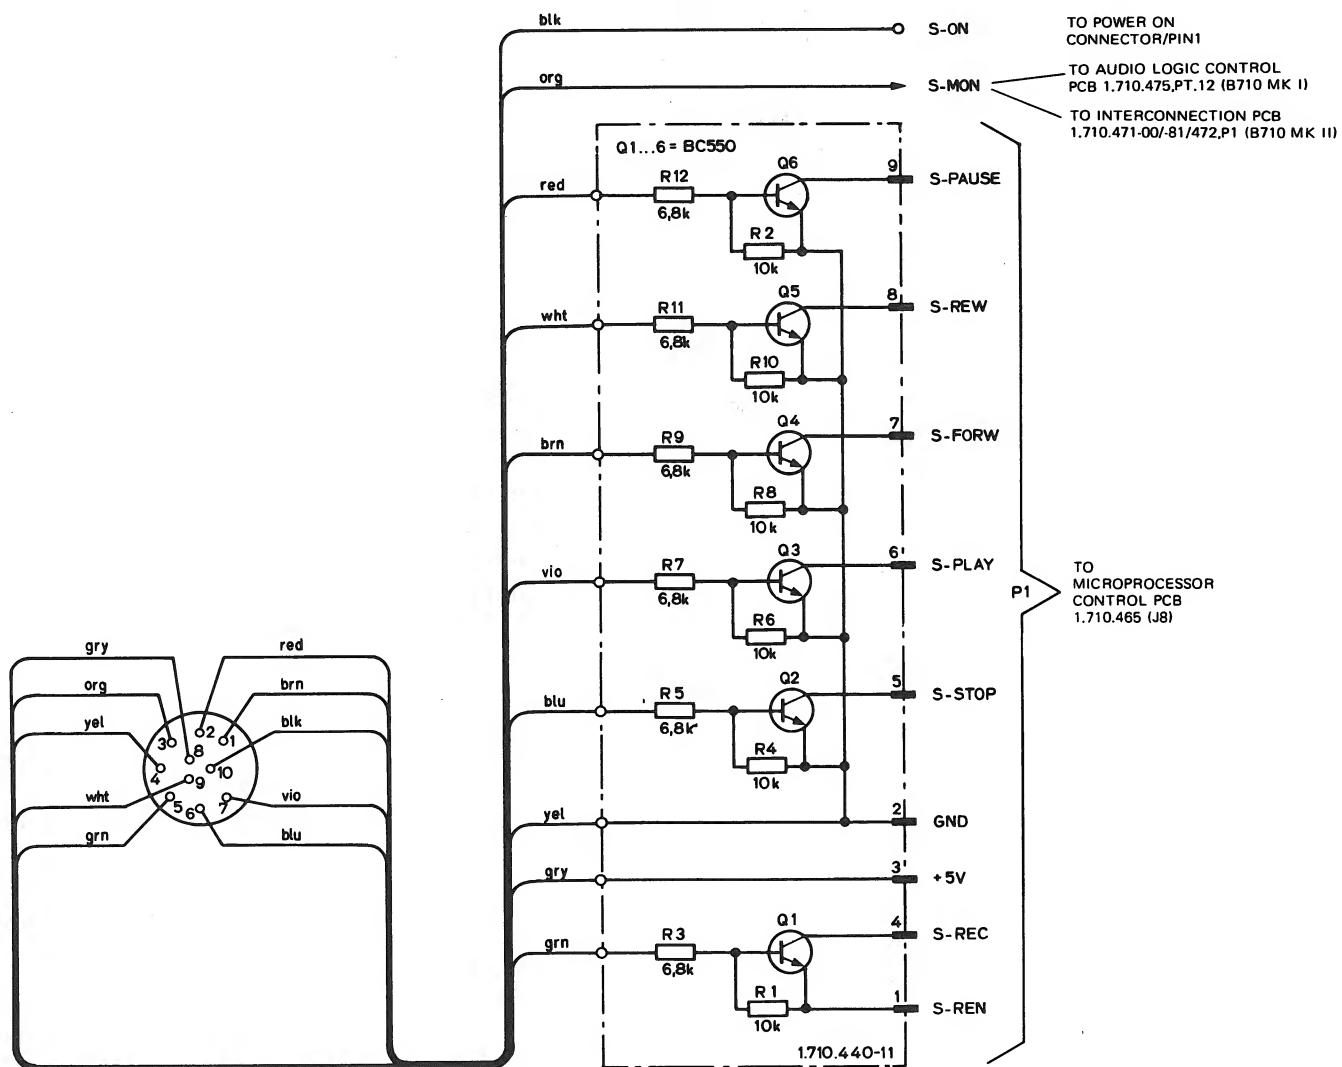 blk
S-ON
TO POWER ON
CONNECTOR/PIN1
org
S-MON
TO AUDIO LOGIC CONTROL
PCB 1.710.475,PT.12 (B710 MK I)
TO INTERCONNECTION PCB
1.710.471-00/-81/472,P1 (B710 MK II)
Q1...6 = BC550
red
R12
6,8k
Q6
R2
10k
9
S-PAUSE
wht
R11
6,8k
Q5
R10
10k
8
S-REW
brn
R9
6,8k
Q4
R8
10k
7
S-FORW
vio
R7
6,8k
Q3
R6
10k
6
S-PLAY
P1
TO
MICROPROCESSOR
CONTROL PCB
1.710.465 (J8)
blu
R5
6,8k
Q2
R4
10k
5
S-STOP
yel
2
GND
gry
3
+5V
grn
R3
6,8k
Q1
R1
10k
4
S-REC
1
S-REN
1.710.440-11
gry
red
org
brn
yel
blk
wht
vio
grn
blu
3
2
1
8
4
10
9
5
6
7